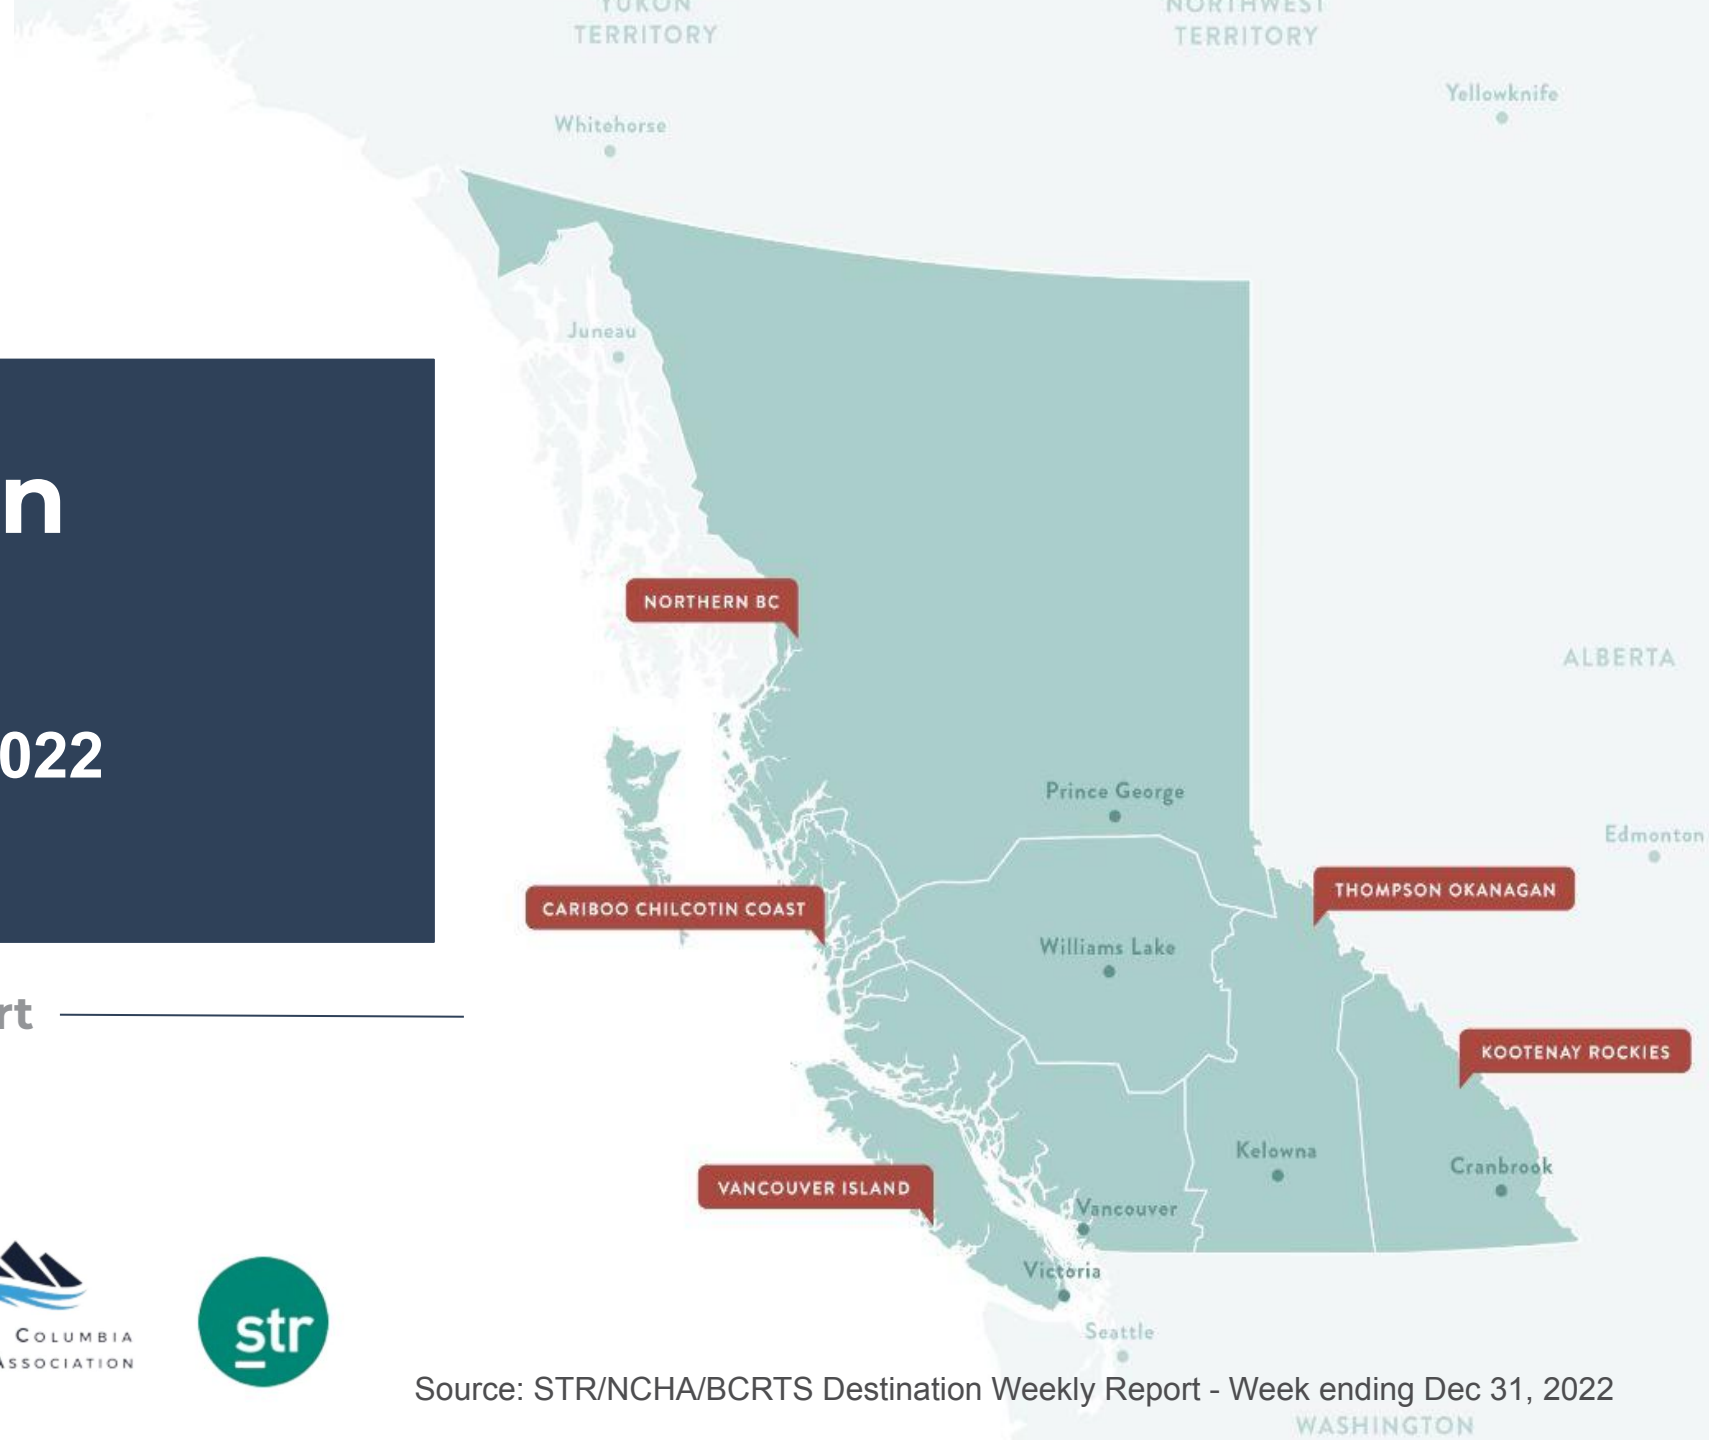 YUKON
TERRITORY
NORTHWEST
TERRITORY
Yellowknife
Whitehorse
Juneau
n
022
NORTHERN BC
ALBERTA
Prince George
Edmonton
THOMPSON OKANAGAN
CARIBOO CHILCOTIN COAST
Williams Lake
rt
KOOTENAY ROCKIES
Kelowna
Cranbrook
VANCOUVER ISLAND
Vancouver
Victoria
Seattle
COLUMBIA
ASSOCIATION
str
Source: STR/NCHA/BCRTS Destination Weekly Report - Week ending Dec 31, 2022
WASHINGTON